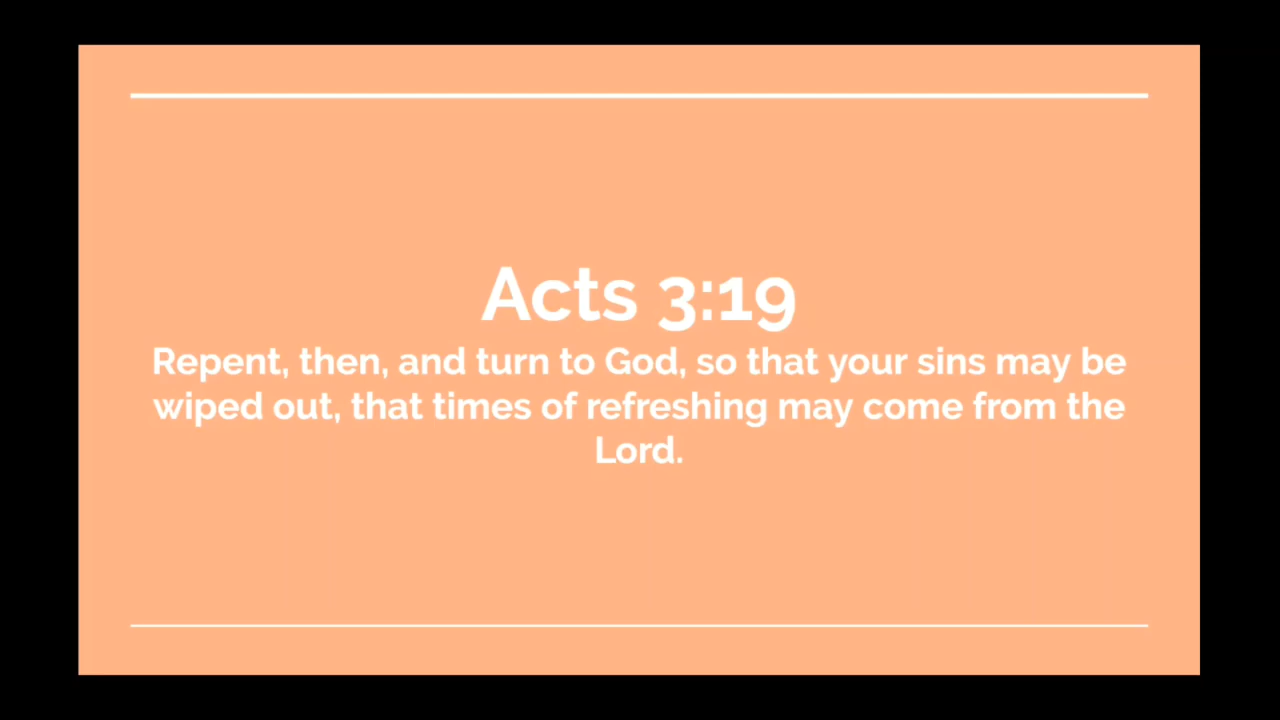 Acts 3:19
Repent, then, and turn to God, so that your sins may be
wiped out, that times of refreshing may come from the
Lord.